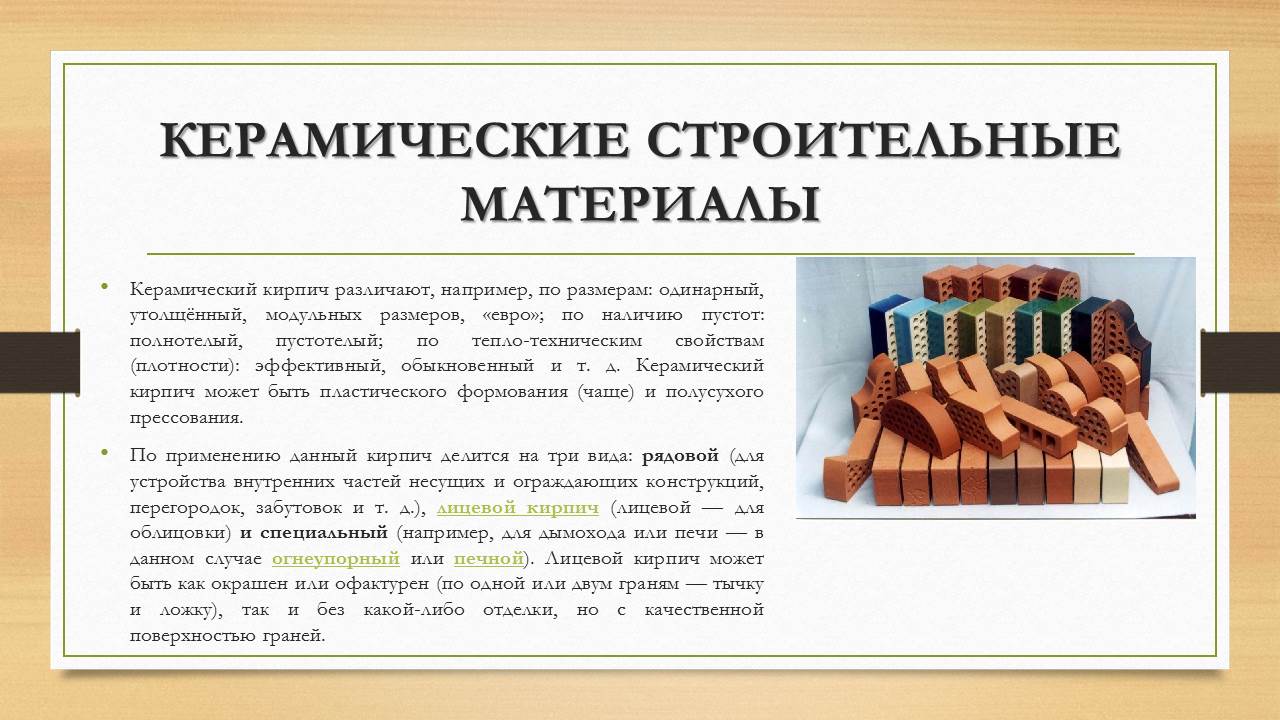 КЕРАМИЧЕСКИЕ СТРОИТЕЛЬНЫЕ
МАТЕРИАЛЫ
• Керамический кирпич различают, например, по размерам: одинарный,
утолщённый, модульных размеров, «евро»; по наличию пустот:
полнотелый, пустотелый; по тепло-техническим свойствам
(плотности): эффективный, обыкновенный и т. д. Керамический
кирпич может быть пластического формования (чаще) и полусухого
прессования.
• По применению данный кирпич делится на три вида: рядовой (для
устройства внутренних частей несущих и ограждающих конструкций,
перегородок, забутовок и т. д.), лицевой кирпич (лицевой — для
облицовки) и специальный (например, для дымохода или печи — в
данном случае огнеупорный или печной). Лицевой кирпич может
быть как окрашен или офактурен (по одной или двум граням — тычку
и ложку), так и без какой-либо отделки, но с качественной
поверхностью граней.